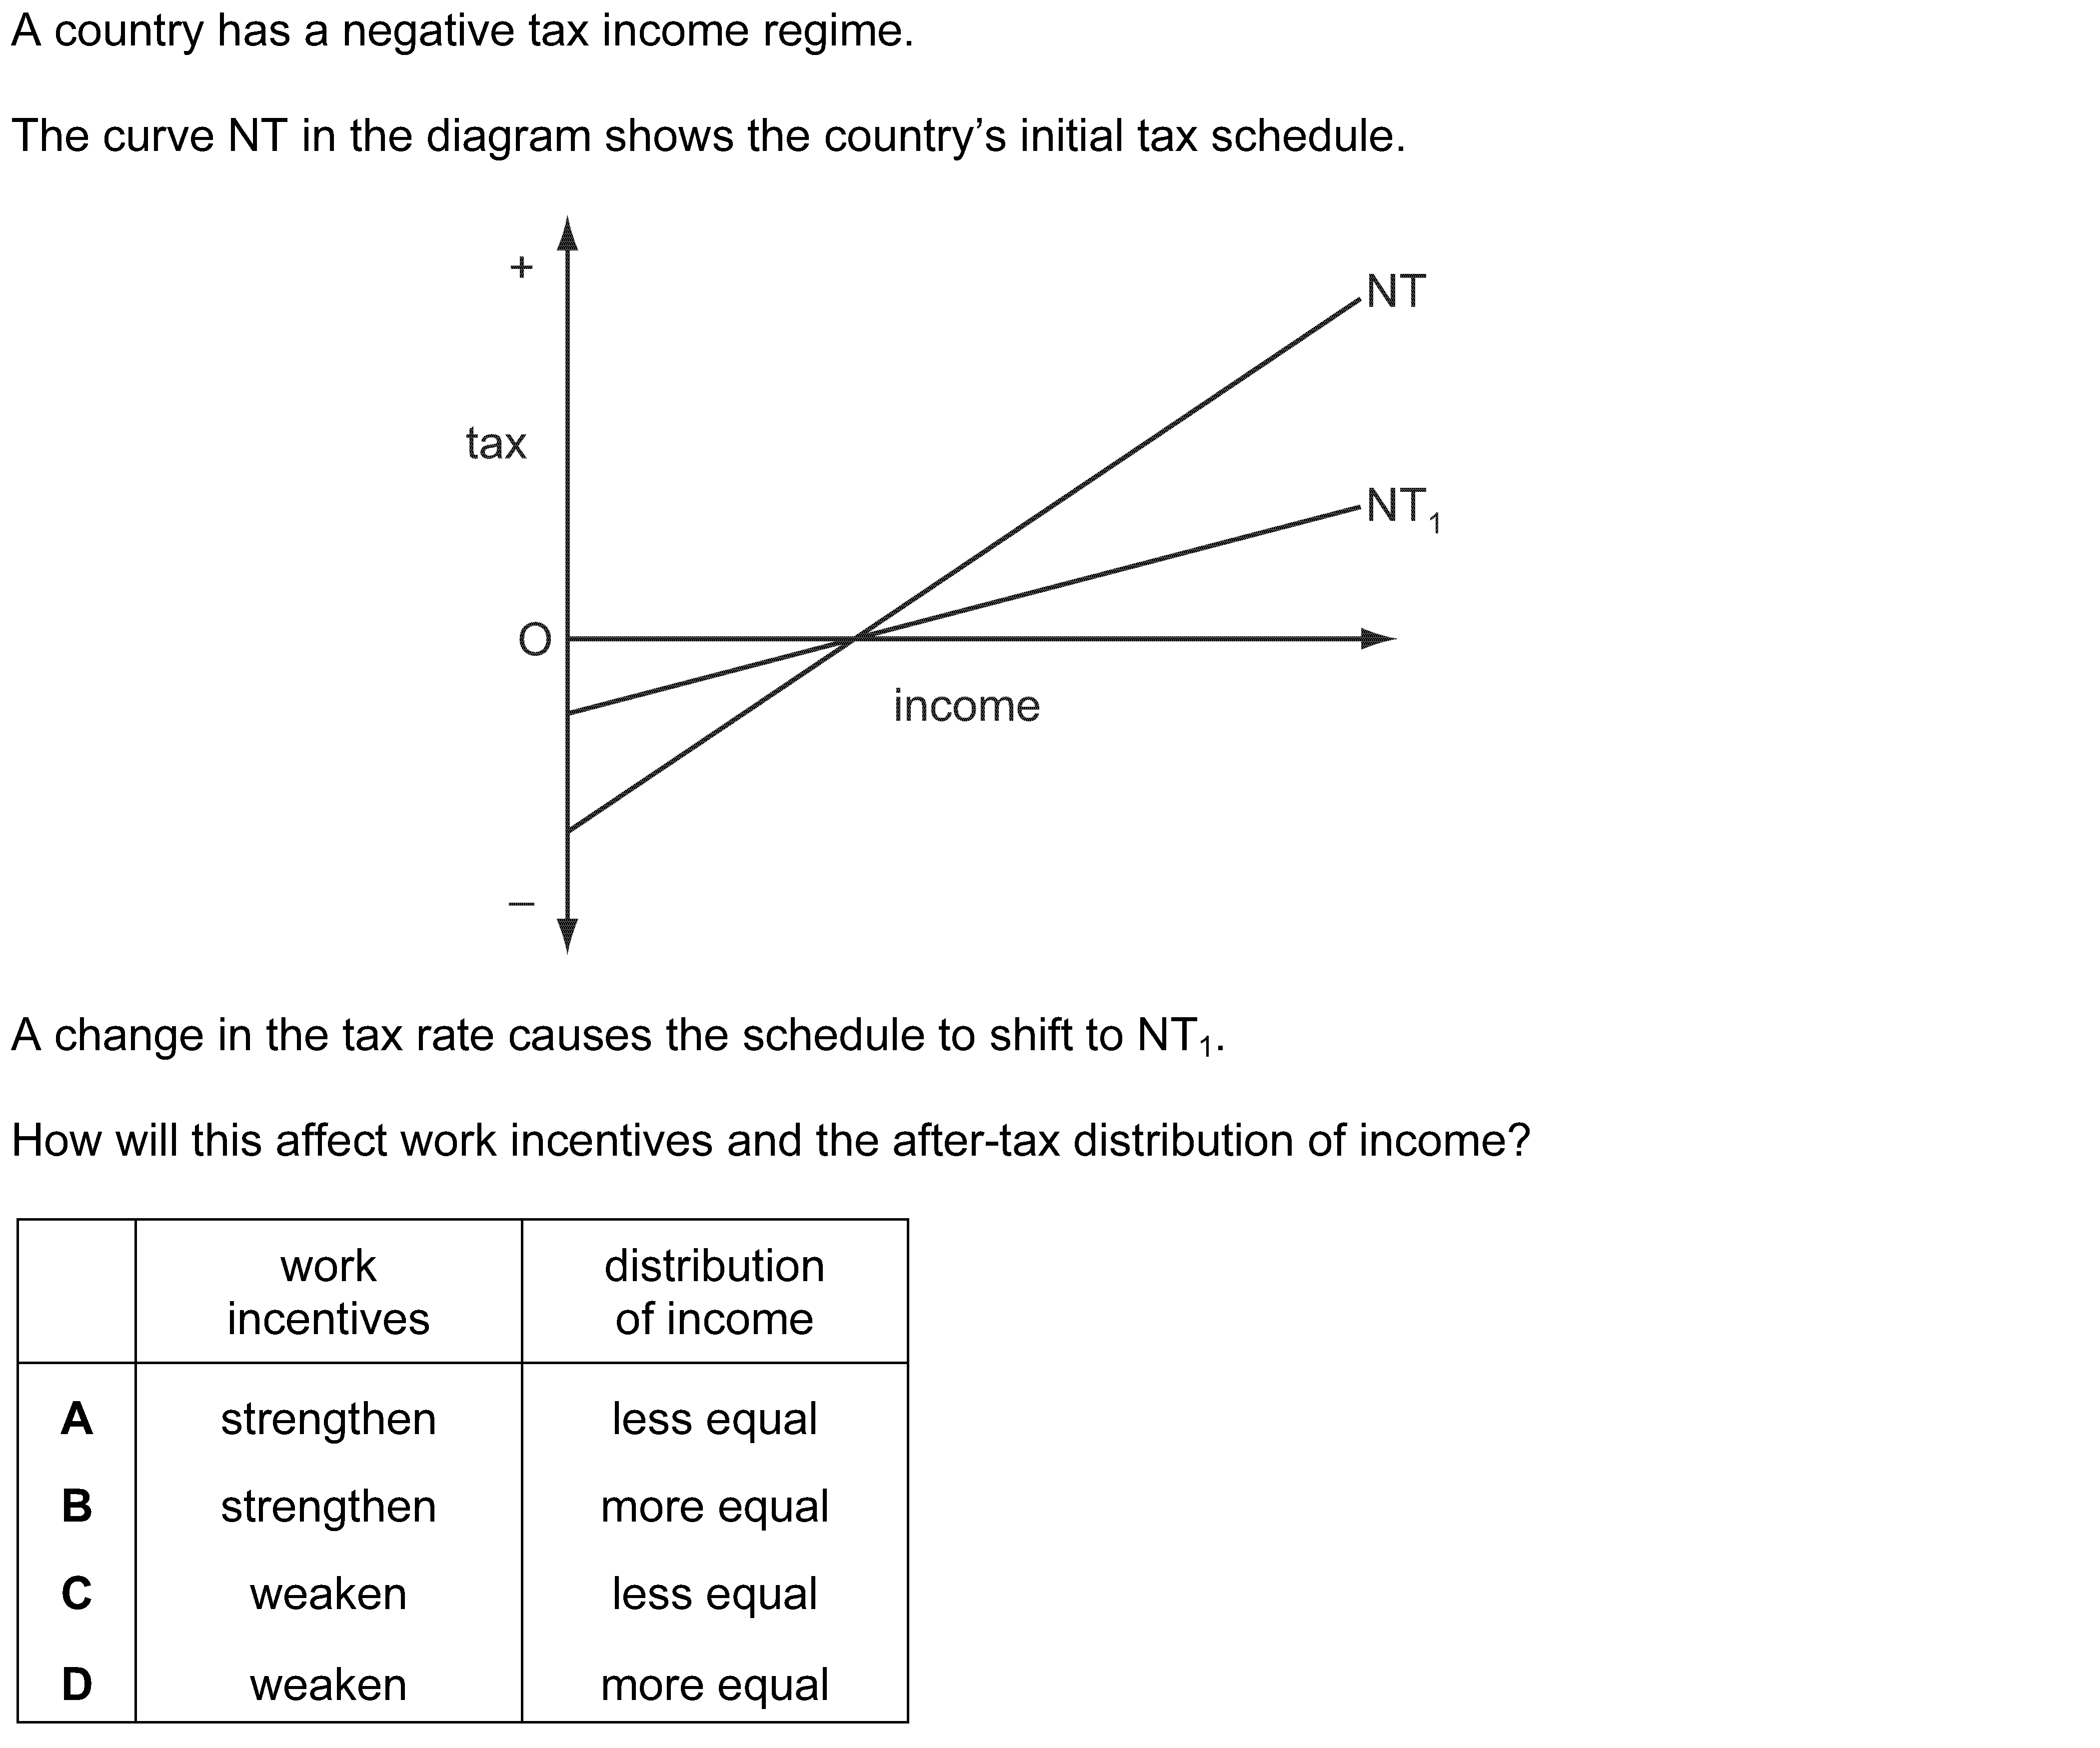 A country has a negative tax income regime.
The curve NT in the diagram shows the country’s initial tax schedule.
+
NT
tax
NT1
O
income
–
A change in the tax rate causes the schedule to shift to NT1.
How will this affect work incentives and the after-tax distribution of income?
work incentives distribution of income
A strengthen less equal
B strengthen more equal
C weaken less equal
D weaken more equal